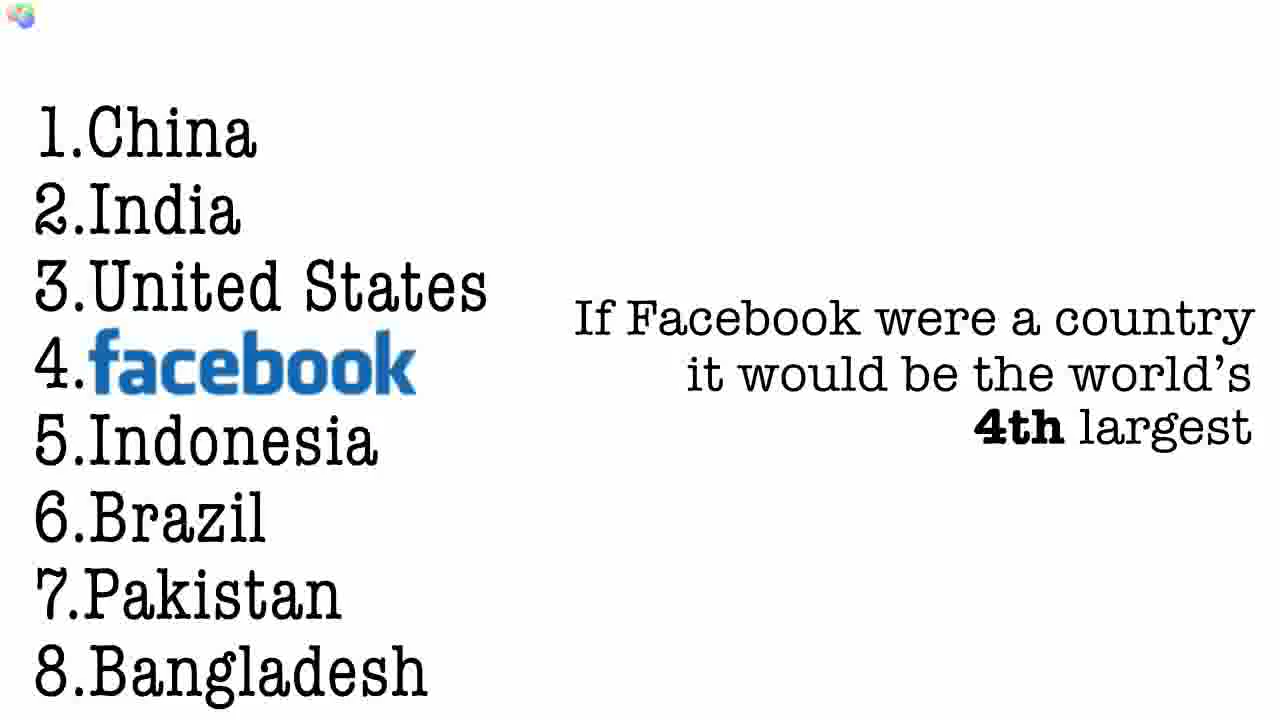 1.China
2.India
3.United States
4.facebook
5.Indonesia
6.Brazil
7.Pakistan
8.Bangladesh
If Facebook were a country
it would be the world's
4th largest